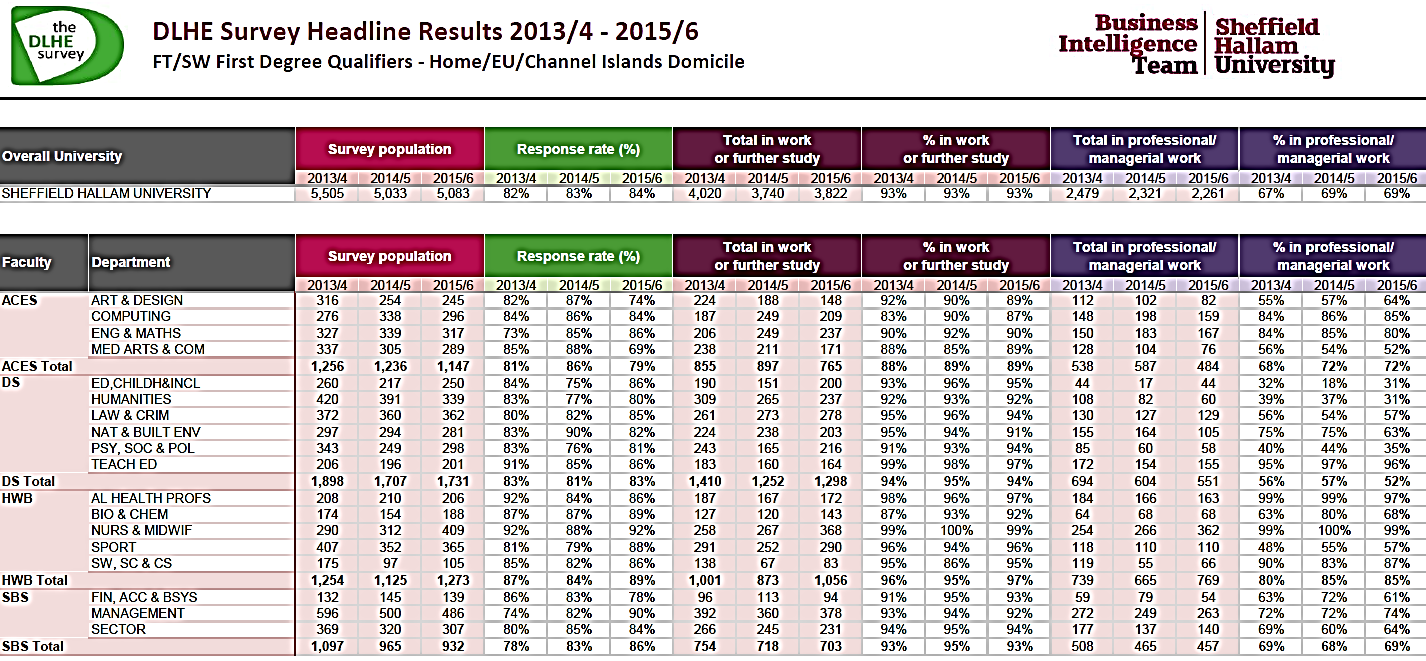 the
DLHE
survey
DLHE Survey Headline Results 2013/4 - 2015/6
FT/SW First Degree Qualifiers - Home/EU/Channel Islands Domicile
Business
Intelligence
Team
Sheffield
Hallam
University
Overall University Survey population Response rate (%) Total in work or further study % in work or further study Total in professional/ managerial work % in professional/ managerial work
2013/4 2014/5 2015/6 2013/4 2014/5 2015/6 2013/4 2014/5 2015/6 2013/4 2014/5 2015/6 2013/4 2014/5 2015/6 2013/4 2014/5 2015/6
SHEFFIELD HALLAM UNIVERSITY 5,505 5,033 5,083 82% 83% 84% 4,020 3,740 3,822 93% 93% 93% 2,479 2,321 2,261 67% 69% 69%
Faculty Department Survey population Response rate (%) Total in work or further study % in work or further study Total in professional/ managerial work % in professional/ managerial work
2013/4 2014/5 2015/6 2013/4 2014/5 2015/6 2013/4 2014/5 2015/6 2013/4 2014/5 2015/6 2013/4 2014/5 2015/6 2013/4 2014/5 2015/6
ACES ART & DESIGN 316 254 245 82% 87% 74% 224 188 148 92% 90% 89% 112 102 82 55% 57% 64%
COMPUTING 276 338 296 84% 86% 84% 187 249 209 83% 90% 87% 148 198 159 84% 86% 85%
ENG & MATHS 327 339 317 73% 85% 86% 206 249 237 90% 92% 90% 150 183 167 84% 85% 80%
MED ARTS & COM 337 305 289 85% 88% 69% 238 211 171 88% 85% 89% 128 104 76 56% 54% 52%
ACES Total 1,256 1,236 1,147 81% 86% 79% 855 897 765 88% 89% 89% 538 587 484 68% 72% 72%
DS ED,CHILDH&INCL 260 217 250 84% 75% 86% 190 151 200 93% 96% 95% 44 17 44 32% 18% 31%
HUMANITIES 420 391 339 83% 77% 80% 309 265 237 92% 93% 92% 108 82 60 39% 37% 31%
LAW & CRIM 372 360 362 80% 82% 85% 261 273 278 95% 96% 94% 130 127 129 56% 54% 57%
NAT & BUILT ENV 297 294 281 83% 90% 82% 224 238 203 95% 94% 91% 155 164 105 75% 75% 63%
PSY, SOC & POL 343 249 298 83% 76% 81% 243 165 216 91% 93% 94% 85 60 58 40% 44% 35%
TEACH ED 206 196 201 91% 85% 86% 183 160 164 99% 98% 97% 172 154 155 95% 97% 96%
DS Total 1,898 1,707 1,731 83% 81% 83% 1,410 1,252 1,298 94% 95% 94% 694 604 551 56% 57% 52%
HWB AL HEALTH PROFS 208 210 206 92% 84% 86% 187 167 172 98% 96% 97% 184 166 163 99% 99% 97%
BIO & CHEM 174 154 188 87% 87% 89% 127 120 143 87% 93% 92% 64 68 68 63% 80% 68%
NURS & MIDWIF 290 312 409 92% 88% 92% 258 267 368 99% 100% 99% 254 266 362 99% 100% 99%
SPORT 407 352 365 81% 79% 88% 291 252 290 96% 94% 96% 118 110 110 48% 55% 57%
SW, SC & CS 175 97 105 85% 82% 86% 138 67 83 95% 86% 95% 119 55 66 90% 83% 87%
HWB Total 1,254 1,125 1,273 87% 84% 89% 1,001 873 1,056 96% 95% 97% 739 665 769 80% 85% 85%
SBS FIN, ACC & BSYS 132 145 139 86% 83% 78% 96 113 94 91% 95% 93% 59 79 54 63% 72% 61%
MANAGEMENT 596 500 486 74% 82% 90% 392 360 378 93% 94% 92% 272 249 263 72% 72% 74%
SECTOR 369 320 307 80% 85% 84% 266 245 231 94% 95% 94% 177 137 140 69% 60% 64%
SBS Total 1,097 965 932 78% 83% 86% 754 718 703 93% 95% 93% 508 465 457 69% 68% 69%